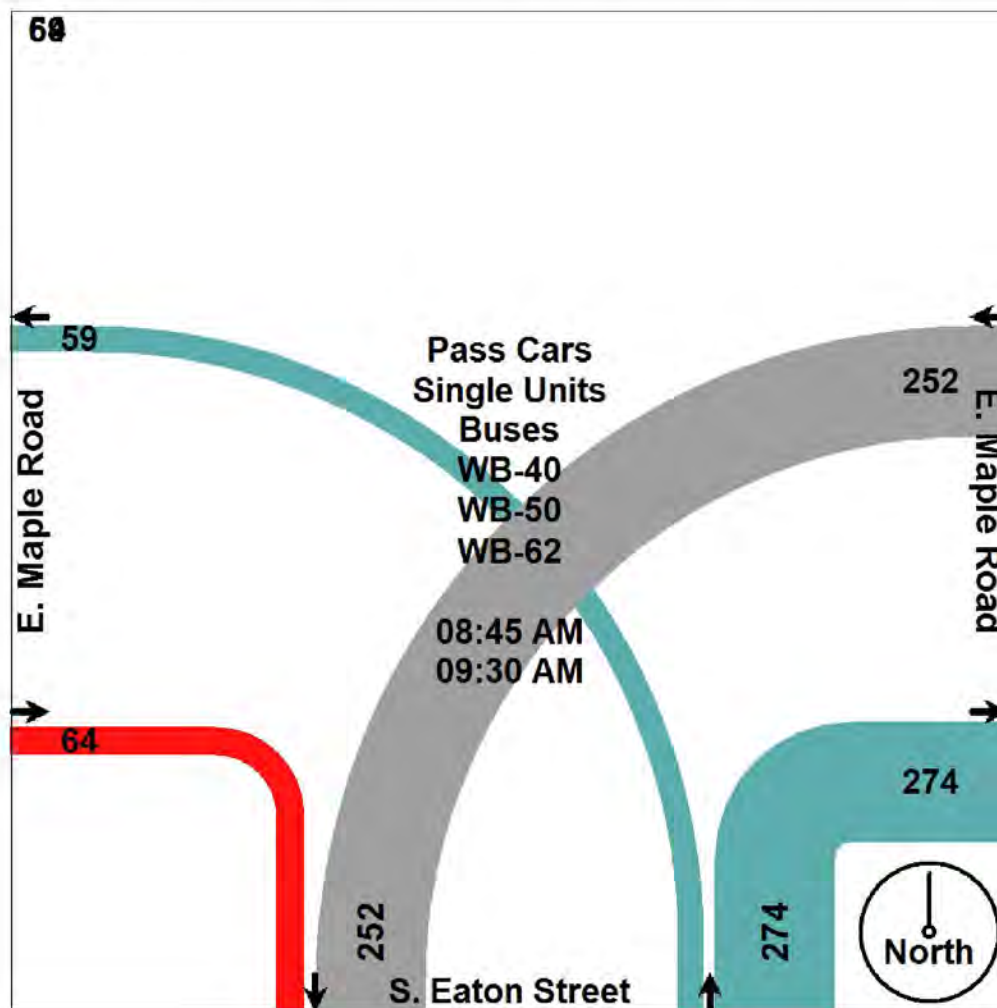 59
252
Pass Cars
Single Units
Buses
WB-40
WB-50
WB-62
E. Maple Road
E. Maple Road
08:45 AM
09:30 AM
64
274
252
274
North
S. Eaton Street